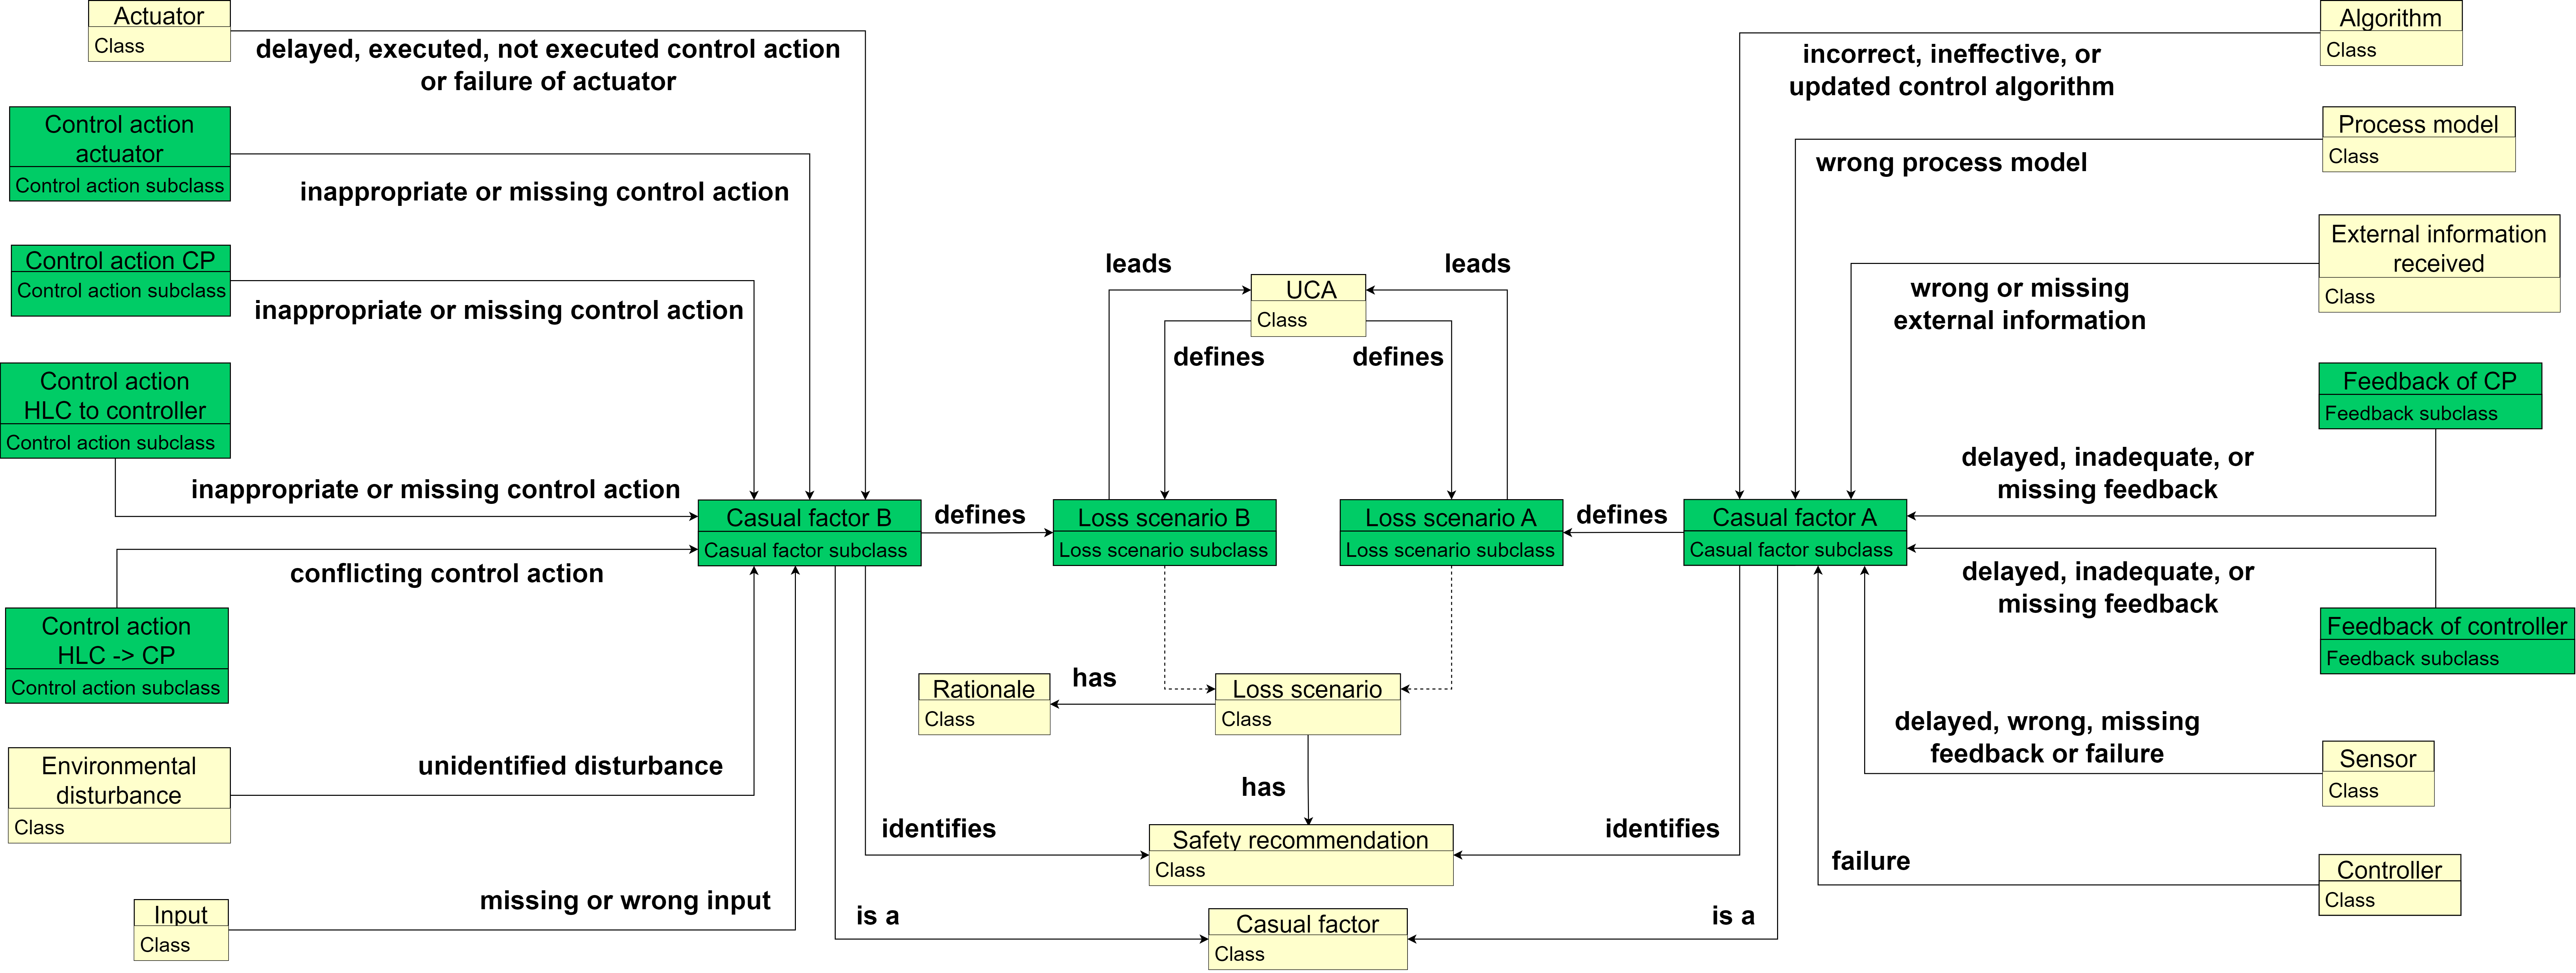 Actuator
Class
delayed, executed, not executed control action
or failure of actuator
Control action
actuator
Control action subclass
inappropriate or missing control action
Control action CP
Control action subclass
inappropriate or missing control action
Control action
HLC to controller
Control action subclass
inappropriate or missing control action
conflicting control action
Control action
HLC -> CP
Control action subclass
Environmental
disturbance
Class
unidentified disturbance
Input
Class
missing or wrong input
Casual factor B
Casual factor subclass
defines
identifies
is a
leads
leads
UCA
Class
defines
defines
Loss scenario B
Loss scenario subclass
Loss scenario A
Loss scenario subclass
Rationale
Class
has
Loss scenario
Class
has
Safety recommendation
Class
Casual factor
Class
defines
Casual factor A
Casual factor subclass
identifies
is a
Algorithm
Class
incorrect, ineffective, or
updated control algorithm
Process model
Class
wrong process model
External information
received
Class
wrong or missing
external information
Feedback of CP
Feedback subclass
delayed, inadequate, or
missing feedback
delayed, inadequate, or
missing feedback
Feedback of controller
Feedback subclass
delayed, wrong, missing
feedback or failure
Sensor
Class
failure
Controller
Class